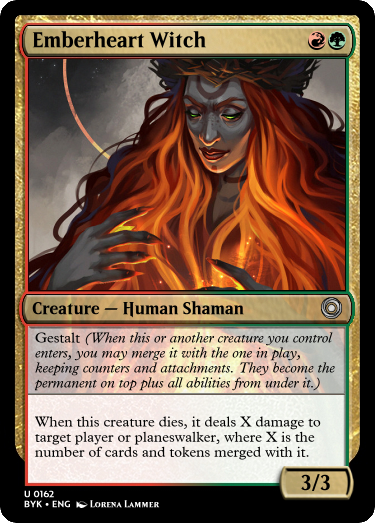 Emberheart Witch
Creature — Human Shaman
Gestalt (When this or another creature you control
enters, you may merge it with the one in play,
keeping counters and attachments. They become the
permanent on top plus all abilities from under it.)
When this creature dies, it deals X damage to
target player or planeswalker, where X is the
number of cards and tokens merged with it.
3/3
U 0162
BYK • ENG Lorena Lammer